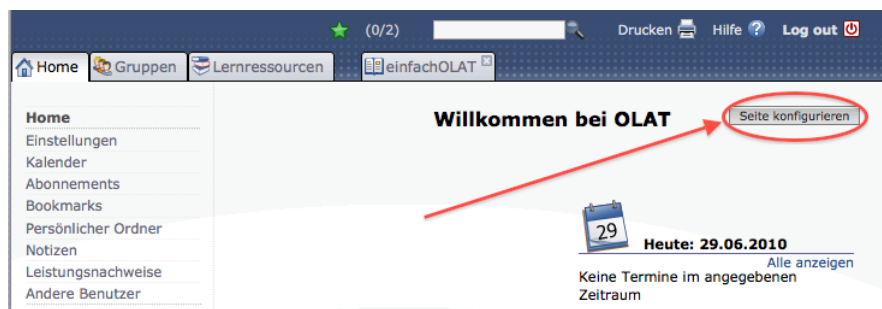 (0/2) Drucken Hilfe ? Log out
Home Gruppen Lernressourcen einfachOLAT
Home
Einstellungen
Kalender
Abonnements
Bookmarks
Persönlicher Ordner
Notizen
Leistungsnachweise
Andere Benutzer
Willkommen bei OLAT
Seite konfigurieren
29
Heute: 29.06.2010
Alle anzeigen
Keine Termine im angegebenen
Zeitraum